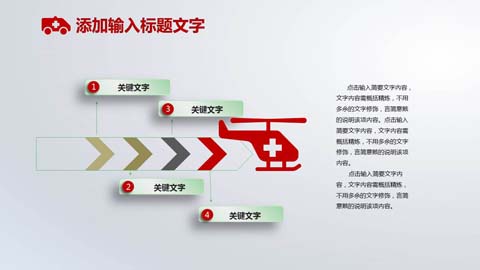 添加输入标题文字
1 关键文字
3 关键文字
2 关键文字
4 关键文字
点击输入简要文字内容，
文字内容需概括精炼，不用
多余的文字修饰，言简意赅
的说明该项内容。点击输入
简要文字内容，文字内容需
概括精炼，不用多余的文字
修饰，言简意赅的说明该项
内容。
点击输入简要文字内
容，文字内容需概括精炼，
不用多余的文字修饰，言简
意赅的说明该项内容。